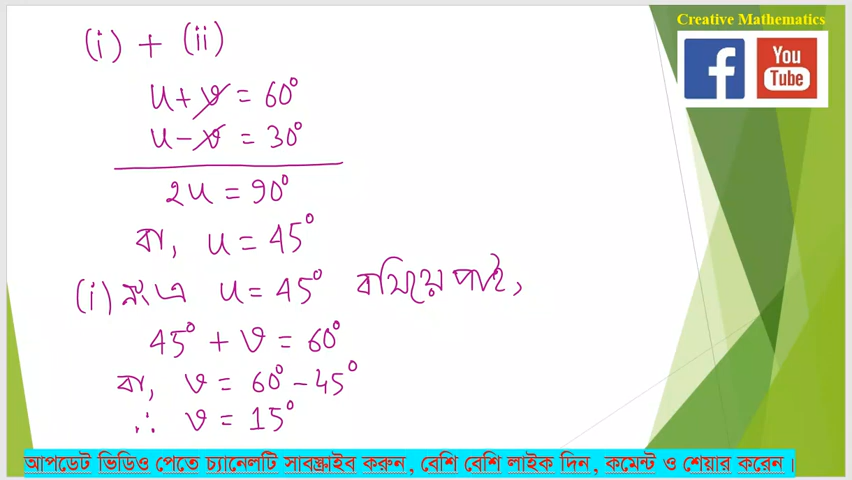 Creative Mathematics
f
You
Tube
(i) + (ii)
u + v = 60°
u - v = 30°
2u = 90°
বা, u = 45°
(i) নংএ u = 45° বসিয়ে পাই,
45° + v = 60°
বা, v = 60° - 45°
∴ v = 15°
আপডেট ভিডিও পেতে চ্যানেলটি সাবস্ক্রাইব করুন, বেশি বেশি লাইক দিন, কমেন্ট ও শেয়ার করেন।